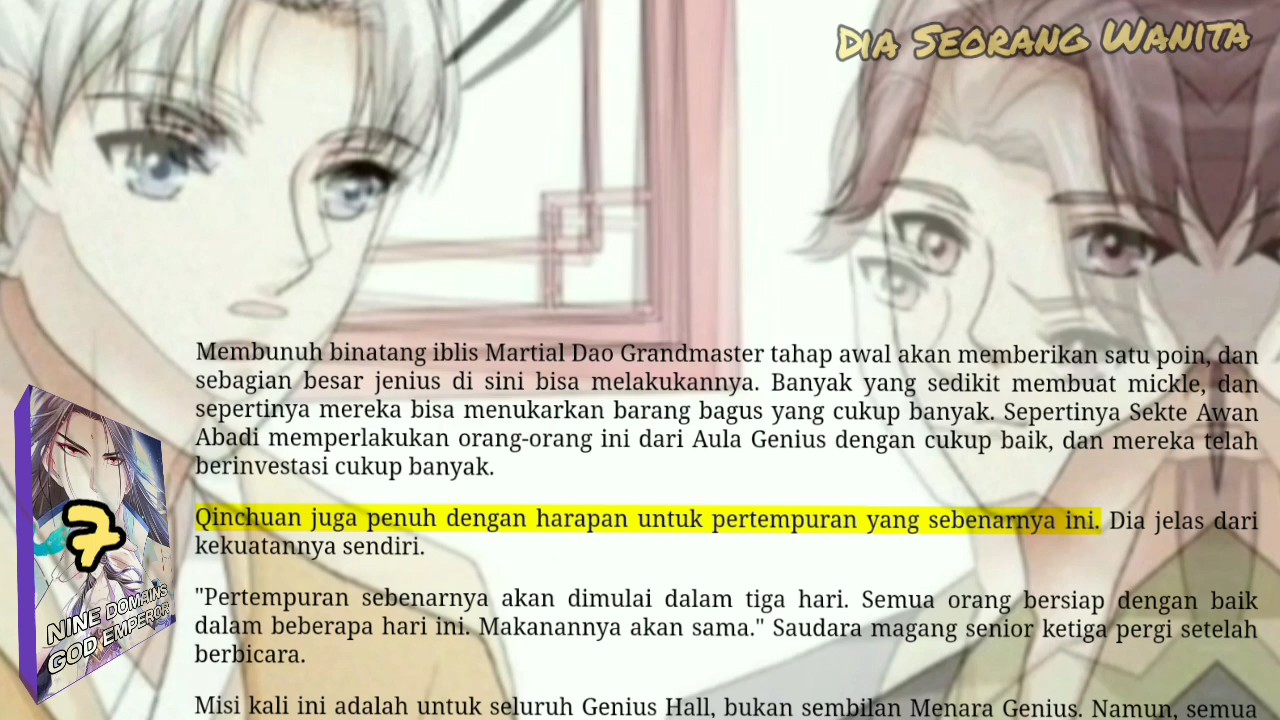 Dia Seorang Wanita
Membunuh binatang iblis Martial Dao Grandmaster tahap awal akan memberikan satu poin, dan
sebagian besar jenius di sini bisa melakukannya. Banyak yang sedikit membuat mickle, dan
sepertinya mereka bisa menukarkan barang bagus yang cukup banyak. Sepertinya Sekte Awan
Abadi memperlakukan orang-orang ini dari Aula Genius dengan cukup baik, dan mereka telah
berinvestasi cukup banyak.
Qinchuan juga penuh dengan harapan untuk pertempuran yang sebenarnya ini. Dia jelas dari
kekuatannya sendiri.
"Pertempuran sebenarnya akan dimulai dalam tiga hari. Semua orang bersiap dengan baik
dalam beberapa hari ini. Makanannya akan sama." Saudara magang senior ketiga pergi setelah
berbicara.
Misi kali ini adalah untuk seluruh Genius Hall, bukan sembilan Menara Genius. Namun, semua
7
NINE DOMAINS
GOD EMPEROR